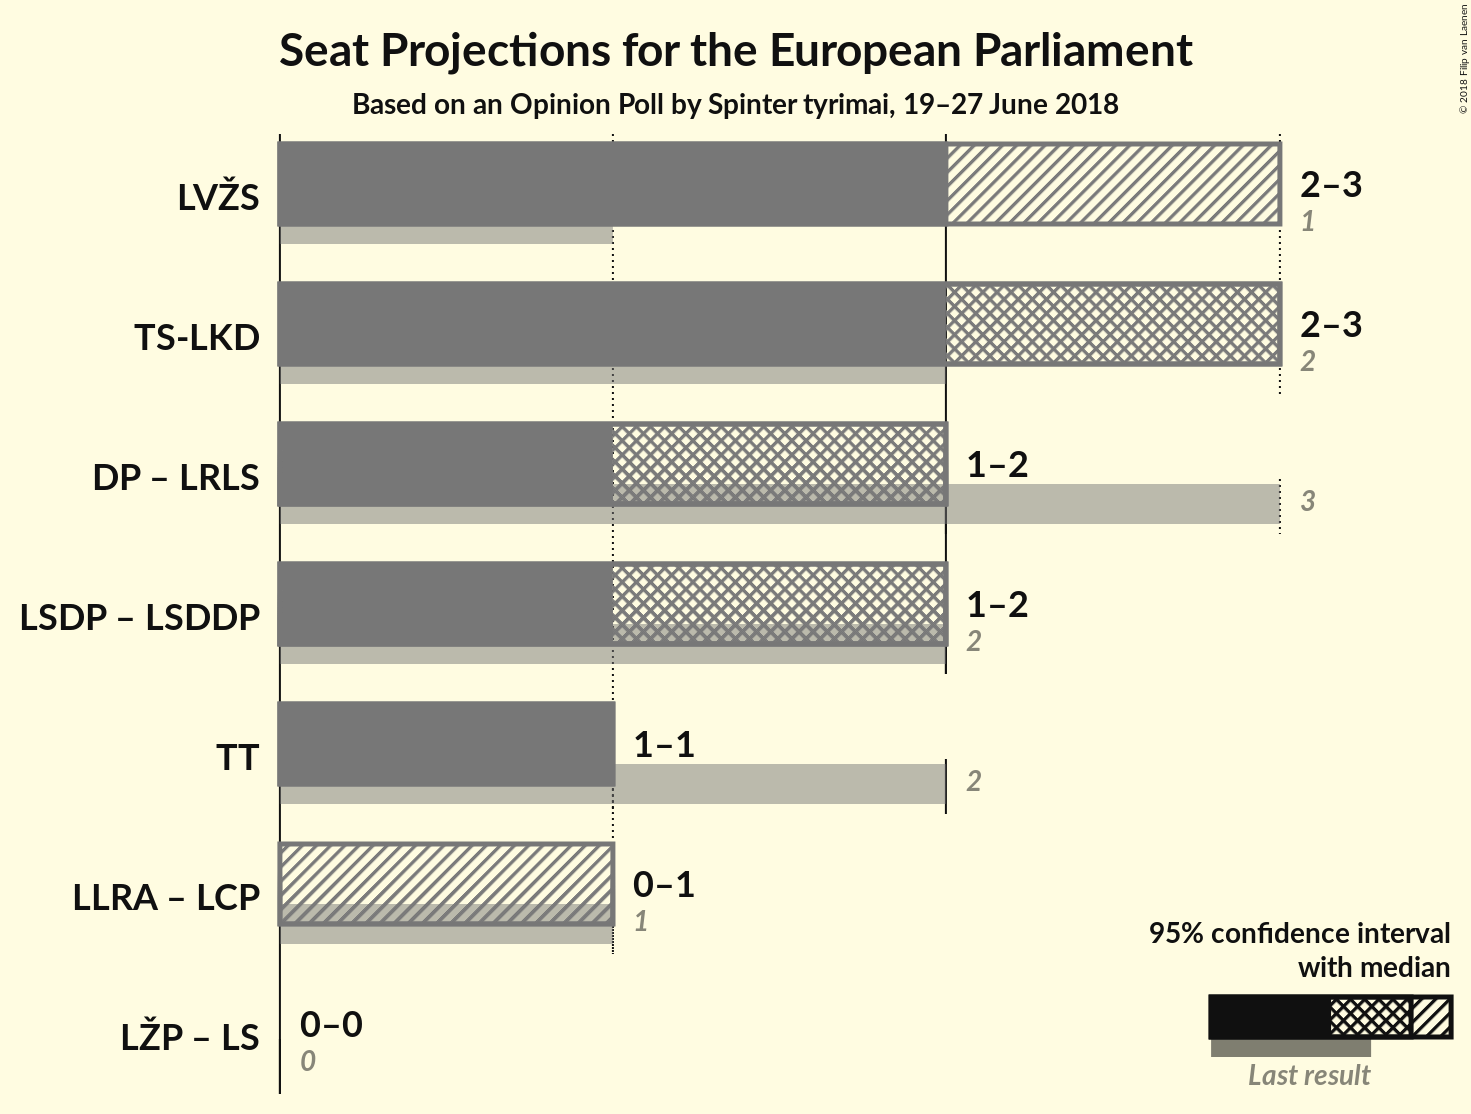 Seat Projections for the European Parliament
Based on an Opinion Poll by Spinter tyrimai, 19–27 June 2018
© 2018 Filip van Laenen
LVŽS
2–3
1
TS-LKD
2–3
2
DP – LRLS
1–2
3
LSDP – LSDDP
1–2
2
TT
1–1
2
LLRA – LCP
0–1
1
LŽP – LS
0–0
0
95% confidence interval
with median
Last result